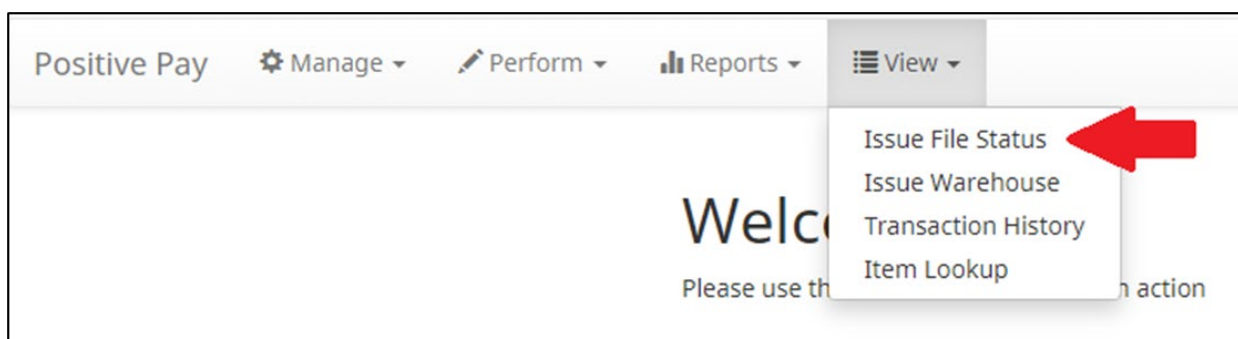 Positive Pay Manage Perform Reports View
Issue File Status
Issue Warehouse
Transaction History
Item Lookup
Welc
Please use th n action